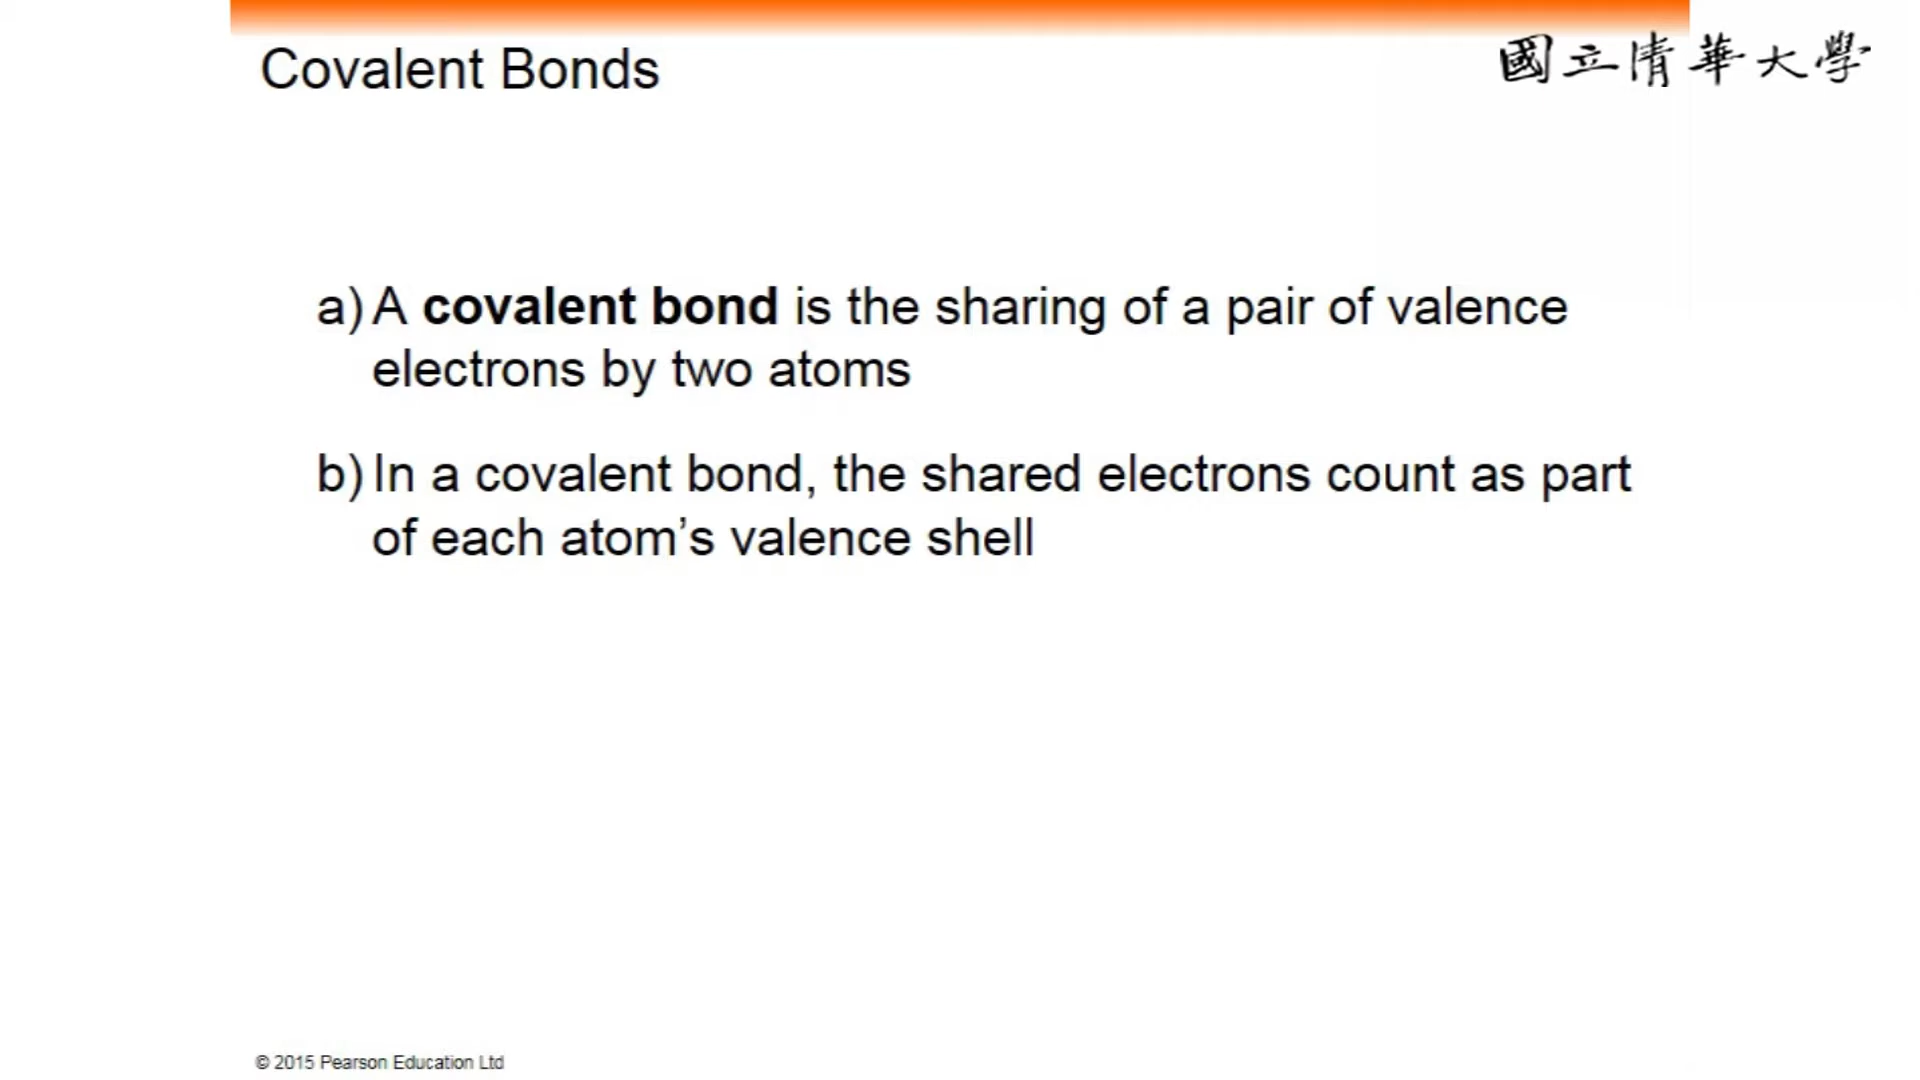 Covalent Bonds
國立清華大學
a) A covalent bond is the sharing of a pair of valence
electrons by two atoms
b) In a covalent bond, the shared electrons count as part
of each atom’s valence shell
© 2015 Pearson Education Ltd